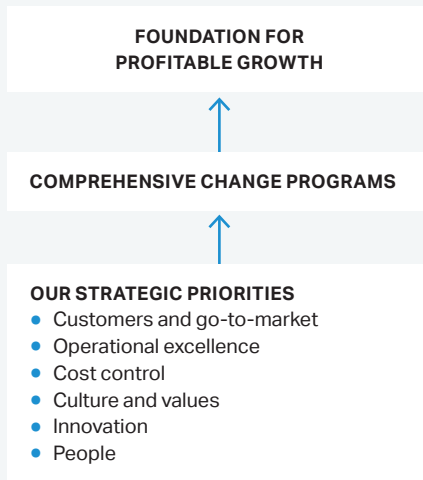 FOUNDATION FOR
PROFITABLE GROWTH
COMPREHENSIVE CHANGE PROGRAMS
OUR STRATEGIC PRIORITIES
• Customers and go-to-market
• Operational excellence
• Cost control
• Culture and values
• Innovation
• People